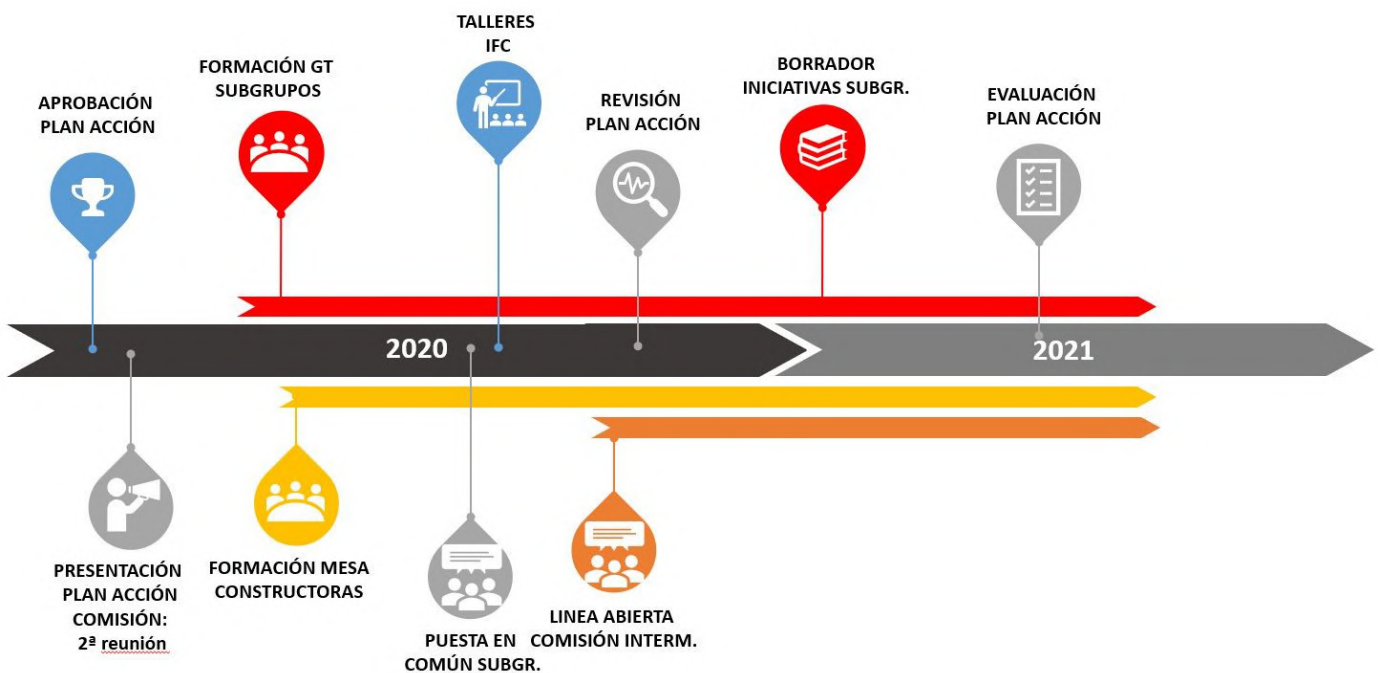 TALLERES
IFC
FORMACIÓN GT
SUBGRUPOS
BORRADOR
INICIATIVAS SUBGR.
APROBACIÓN
PLAN ACCIÓN
REVISIÓN
PLAN ACCIÓN
EVALUACIÓN
PLAN ACCIÓN
2020
2021
PRESENTACIÓN
PLAN ACCIÓN
COMISIÓN:
2ª reunión
FORMACIÓN MESA
CONSTRUCTORAS
PUESTA EN
COMÚN SUBGR.
LINEA ABIERTA
COMISIÓN INTERM.